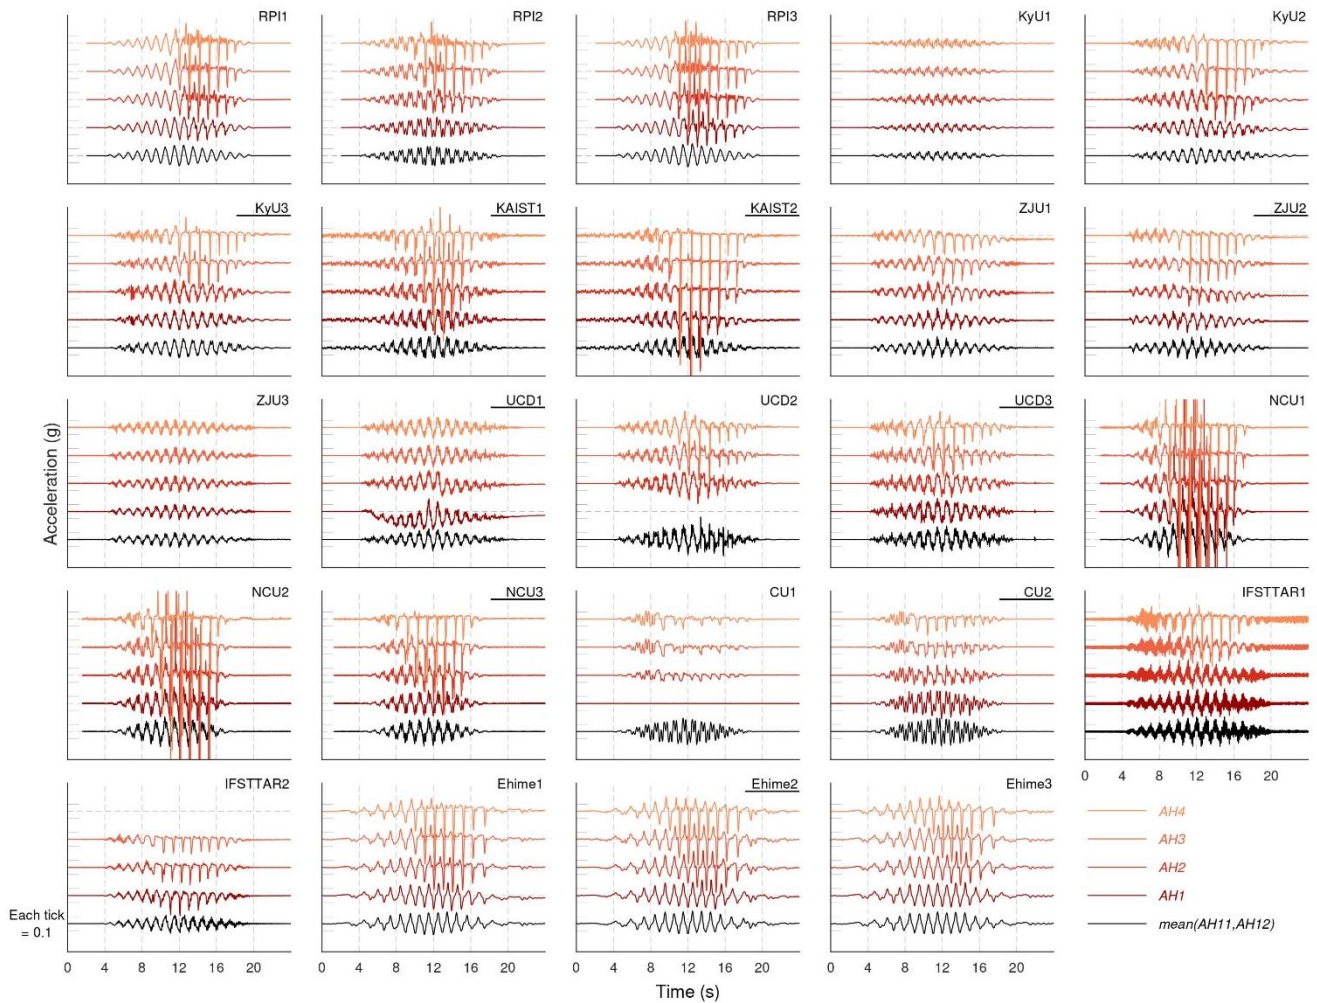 RPI1 RPI2 RPI3 KyU1 KyU2
KyU3 KAIST1 KAIST2 ZJU1 ZJU2
ZJU3 UCD1 UCD2 UCD3 NCU1
Acceleration (g)
NCU2 NCU3 CU1 CU2 IFSTTAR1
0 4 8 12 16 20
IFSTTAR2 Ehime1 Ehime2 Ehime3
AH4
AH3
AH2
AH1
mean(AH11,AH12)
Each tick
= 0.1
0 4 8 12 16 20 0 4 8 12 16 20 0 4 8 12 16 20 0 4 8 12 16 20
Time (s)